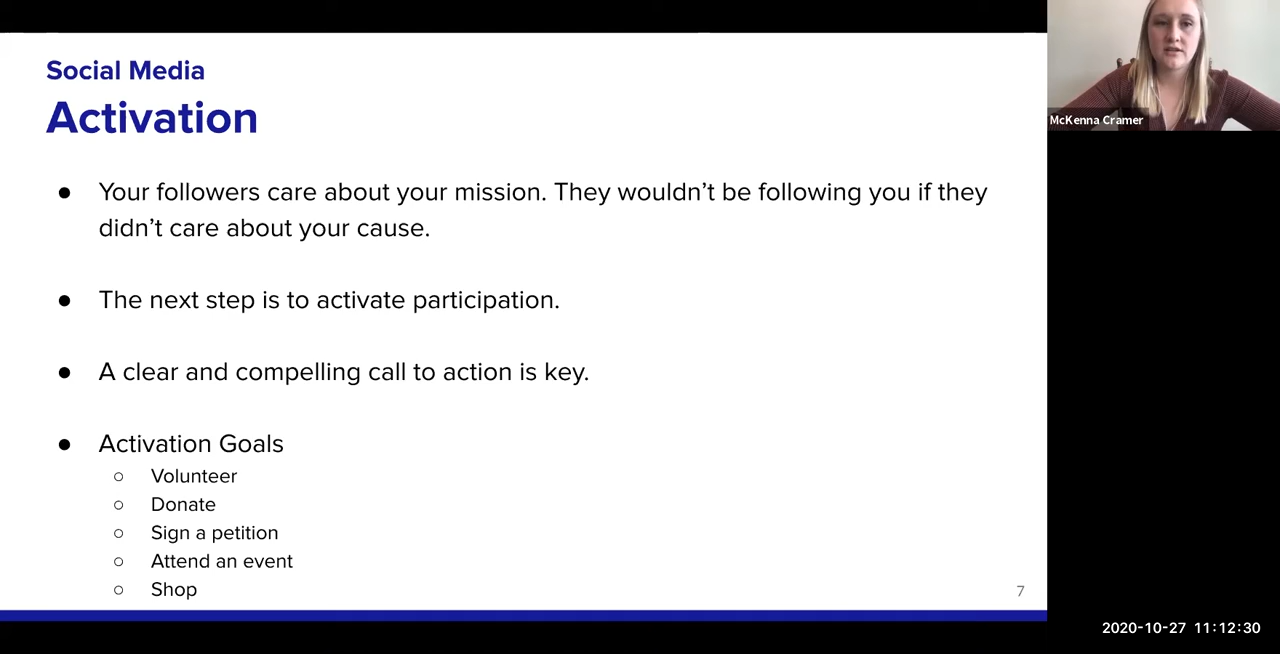 Social Media
Activation
● Your followers care about your mission. They wouldn’t be following you if they
didn’t care about your cause.
● The next step is to activate participation.
● A clear and compelling call to action is key.
● Activation Goals
○ Volunteer
○ Donate
○ Sign a petition
○ Attend an event
○ Shop
7
McKenna Cramer
2020-10-27 11:12:30